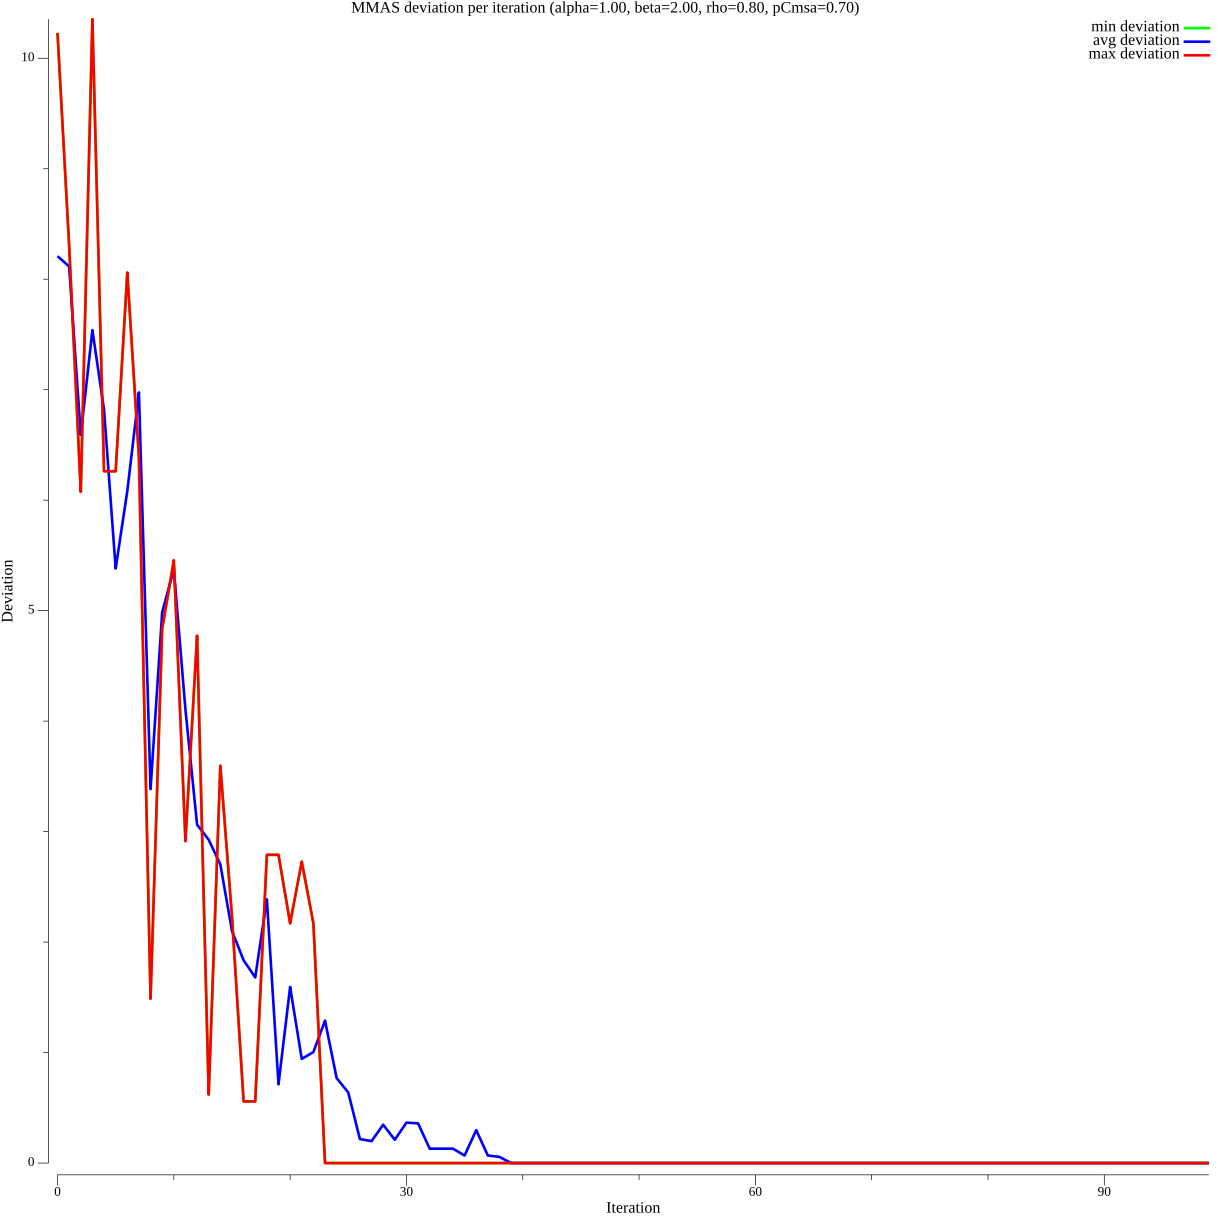 MMAS deviation per iteration (alpha=1.00, beta=2.00, rho=0.80, pCmsa=0.70)
min deviation
avg deviation
max deviation
10
5
0
Deviation
0 30 60 90
Iteration